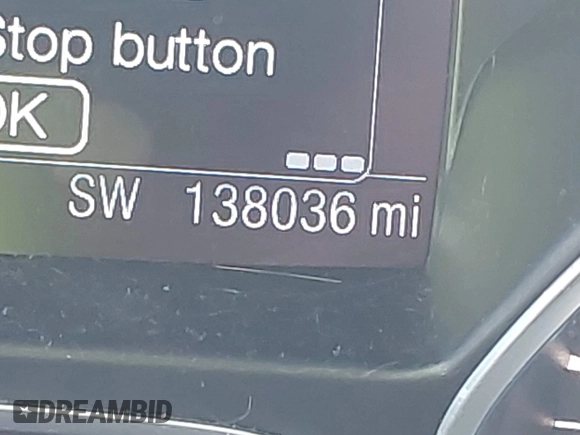 Stop button
OK
SW 138036 mi
DREAMBID